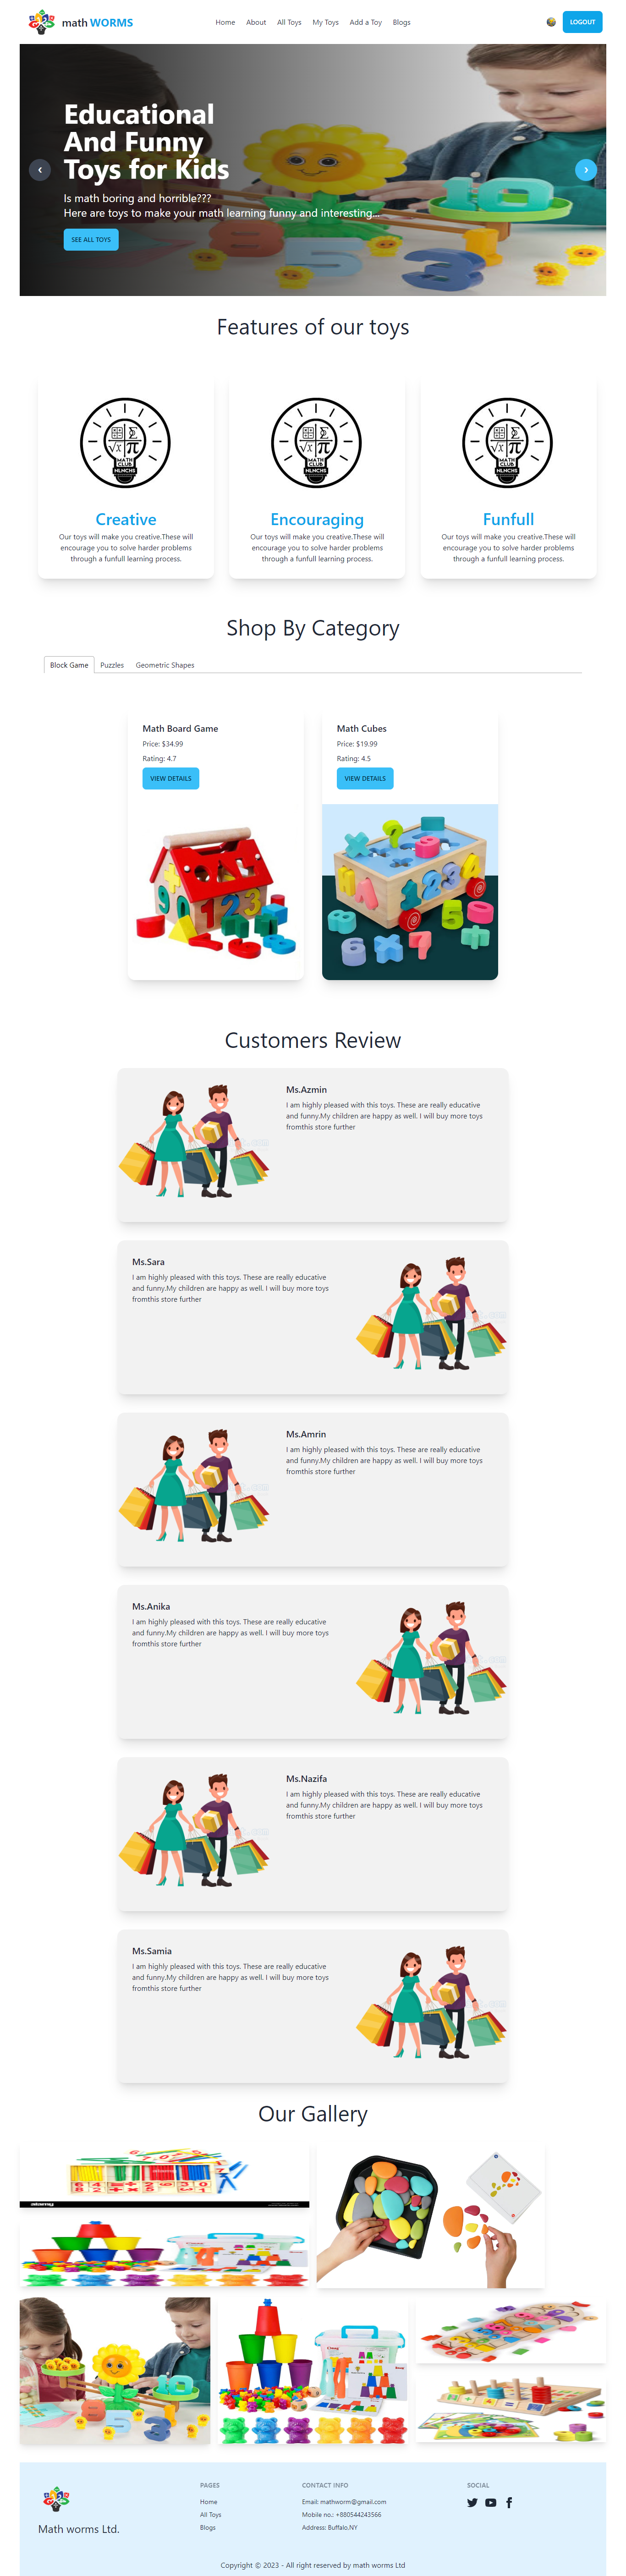 math WORMS
Home About All Toys My Toys Add a Toy Blogs
LOGOUT
Educational
And Funny
Toys for Kids
Is math boring and horrible???
Here are toys to make your math learning funny and interesting...
SEE ALL TOYS
Features of our toys
MATH
CLUB
NLNCHS
Creative
Our toys will make you creative.These will
encourage you to solve harder problems
through a funfull learning process.
MATH
CLUB
NLNCHS
Encouraging
Our toys will make you creative.These will
encourage you to solve harder problems
through a funfull learning process.
MATH
CLUB
NLNCHS
Funfull
Our toys will make you creative.These will
encourage you to solve harder problems
through a funfull learning process.
Shop By Category
Block Game Puzzles Geometric Shapes
Math Board Game
Price: $34.99
Rating: 4.7
VIEW DETAILS
Math Cubes
Price: $19.99
Rating: 4.5
VIEW DETAILS
Customers Review
Ms.Azmin
I am highly pleased with this toys. These are really educative
and funny.My children are happy as well. I will buy more toys
fromthis store further
Ms.Sara
I am highly pleased with this toys. These are really educative
and funny.My children are happy as well. I will buy more toys
fromthis store further
Ms.Amrin
I am highly pleased with this toys. These are really educative
and funny.My children are happy as well. I will buy more toys
fromthis store further
Ms.Anika
I am highly pleased with this toys. These are really educative
and funny.My children are happy as well. I will buy more toys
fromthis store further
Ms.Nazifa
I am highly pleased with this toys. These are really educative
and funny.My children are happy as well. I will buy more toys
fromthis store further
Ms.Samia
I am highly pleased with this toys. These are really educative
and funny.My children are happy as well. I will buy more toys
fromthis store further
Our Gallery
Math worms Ltd.
PAGES
Home
All Toys
Blogs
CONTACT INFO
Email: mathworm@gmail.com
Mobile no.: +880544243566
Address: Buffalo,NY
SOCIAL
Copyright © 2023 - All right reserved by math worms Ltd